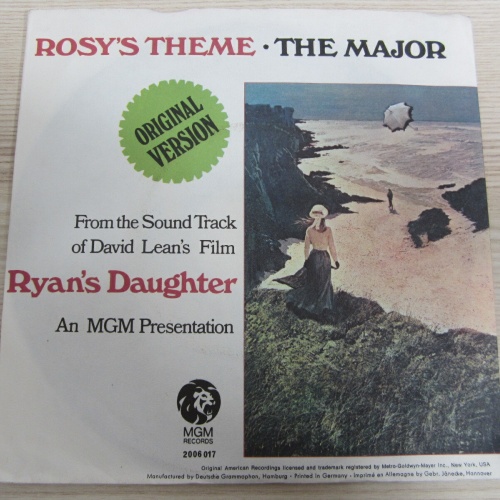 ROSY'S THEME · THE MAJOR
ORIGINAL
VERSION
From the Sound Track
of David Lean's Film
Ryan's Daughter
An MGM Presentation
MGM
RECORDS
2006 017
Original American Recordings licensed and trademark registered by Metro-Goldwyn-Mayer Inc., New York, USA
Manufactured by Deutsche Grammophon, Hamburg · Printed in Germany · Imprimé en Allemagne by Gebr. Jänecke, Hannover